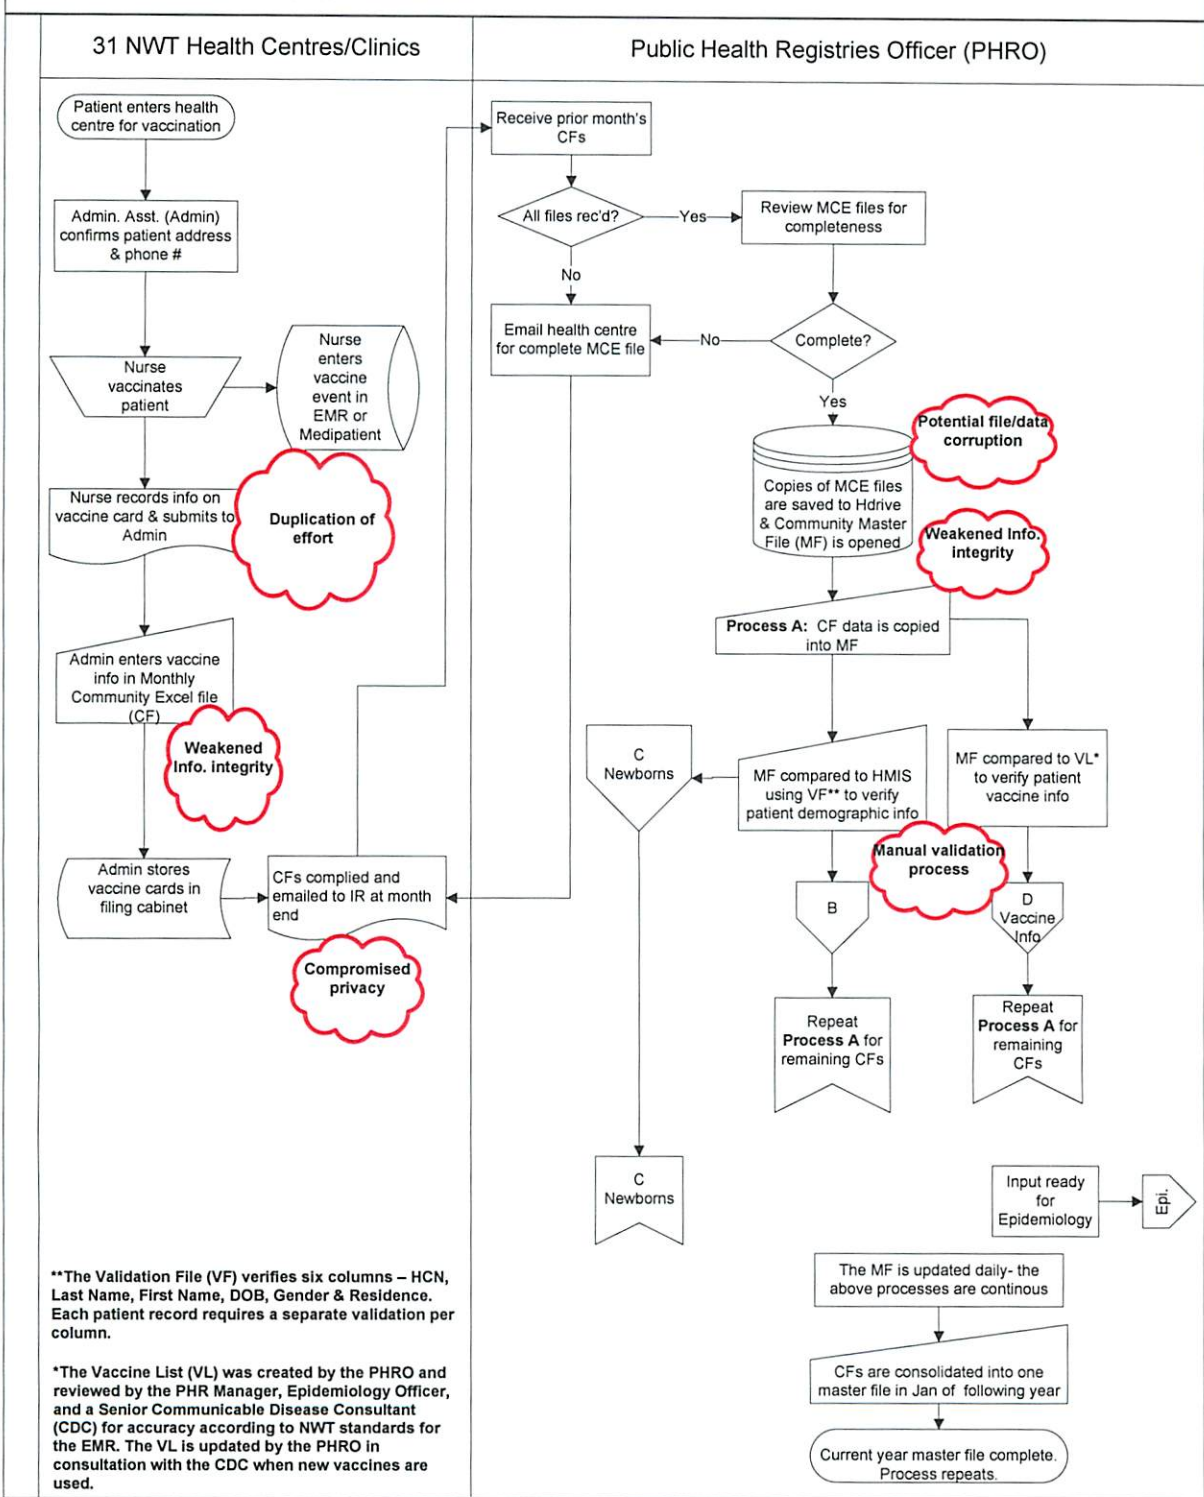 31 NWT Health Centres/Clinics
Public Health Registries Officer (PHRO)
Patient enters health
centre for vaccination
Admin. Asst. (Admin)
confirms patient address
& phone #
Nurse
vaccinates
patient
Nurse
enters
vaccine
event in
EMR or
Medipatient
Nurse records info on
vaccine card & submits to
Admin
Duplication of
effort
Admin enters vaccine
info in Monthly
Community Excel file
(CF)
Weakened
Info. integrity
Admin stores
vaccine cards in
filing cabinet
CFs complied and
emailed to IR at month
end
Compromised
privacy
Receive prior month's
CFs
All files rec'd?
Yes
Review MCE files for
completeness
No
Email health centre
for complete MCE file
No
Complete?
Yes
Potential file/data
corruption
Copies of MCE files
are saved to Hdrive
& Community Master
File (MF) is opened
Weakened Info.
integrity
Process A: CF data is copied
into MF
C
Newborns
MF compared to HMIS
using VF** to verify
patient demographic info
MF compared to VL*
to verify patient
vaccine info
Manual validation
process
B
D
Vaccine
Info
Repeat
Process A for
remaining CFs
Repeat
Process A for
remaining
CFs
C
Newborns
Input ready
for
Epidemiology
Epi.
The MF is updated daily- the
above processes are continous
CFs are consolidated into one
master file in Jan of following year
Current year master file complete.
Process repeats.
**The Validation File (VF) verifies six columns – HCN,
Last Name, First Name, DOB, Gender & Residence.
Each patient record requires a separate validation per
column.
*The Vaccine List (VL) was created by the PHRO and
reviewed by the PHR Manager, Epidemiology Officer,
and a Senior Communicable Disease Consultant
(CDC) for accuracy according to NWT standards for
the EMR. The VL is updated by the PHRO in
consultation with the CDC when new vaccines are
used.